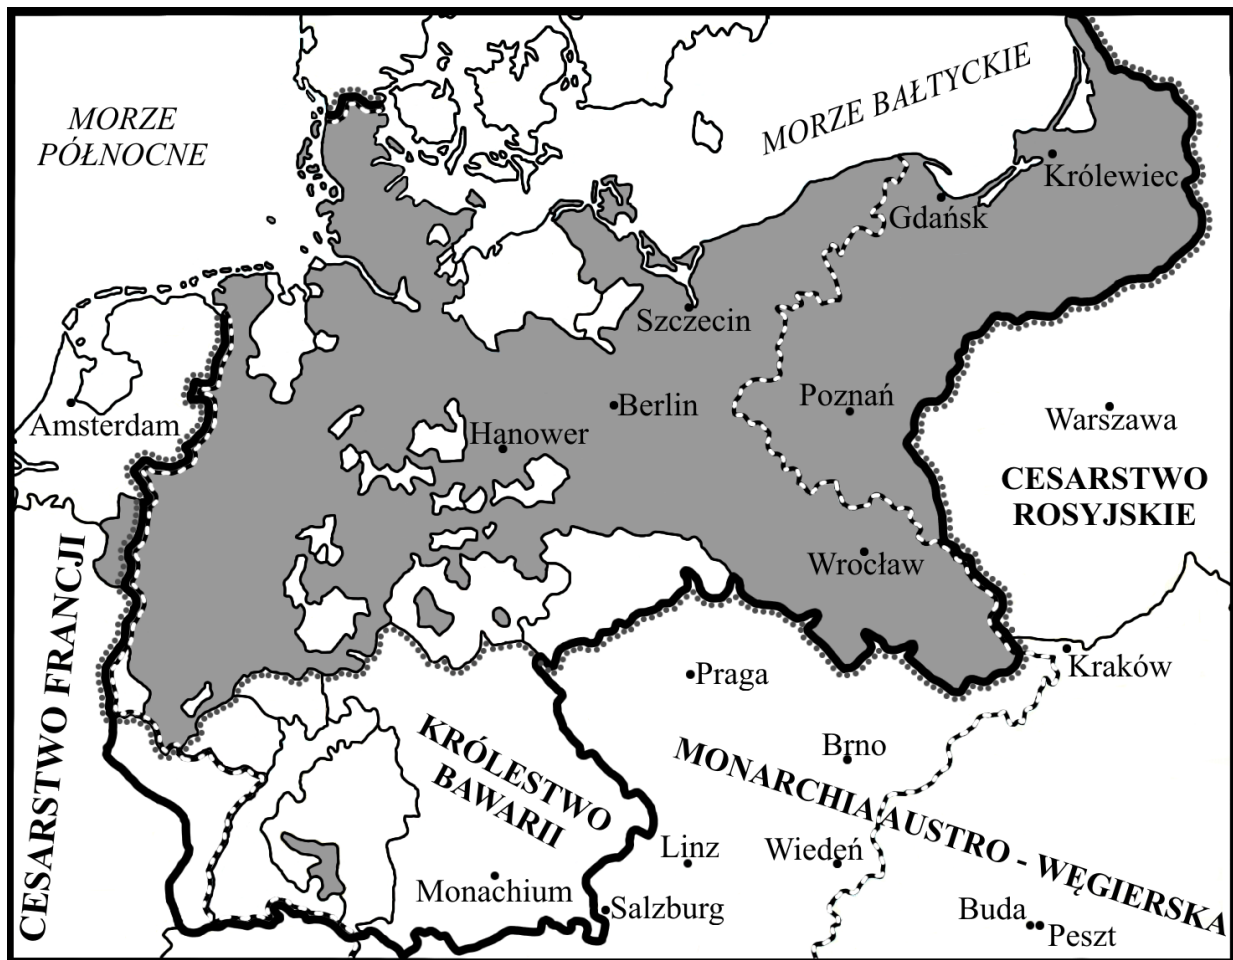 MORZE
PÓŁNOCNE
MORZE BAŁTYCKIE
Królewiec
Gdańsk
Szczecin
Amsterdam
Berlin
Poznań
Hanower
Warszawa
CESARSTWO
ROSYJSKIE
Wrocław
CESARSTWO FRANCJI
Praga
Kraków
KRÓLESTWO
BAWARII
Brno
MONARCHIA AUSTRO - WĘGIERSKA
Linz
Wiedeń
Monachium
Salzburg
Buda
Peszt